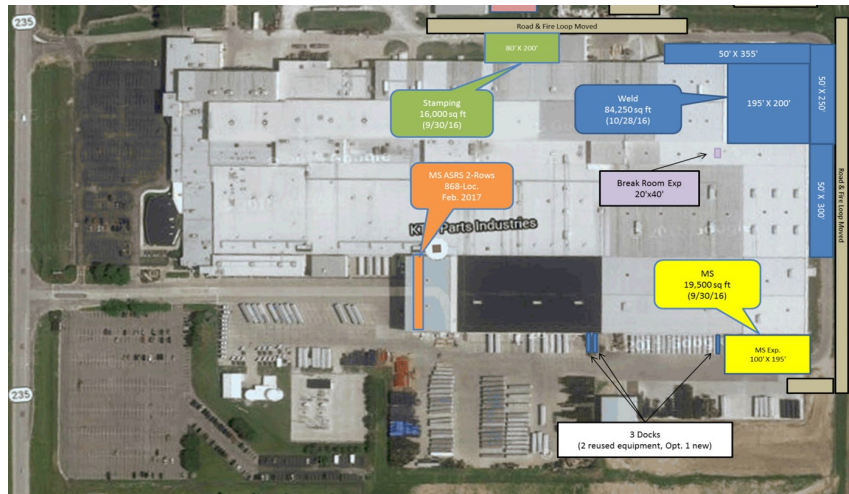 235
Road & Fire Loop Moved
80' X 200'
50' X 355'
50' X 250'
Stamping
16,000 sq ft
(9/30/16)
Weld
84,250 sq ft
(10/28/16)
195' X 200'
MS ASRS 2-Rows
868-Loc.
Feb. 2017
Break Room Exp
20'x40'
50' X 300'
Road & Fire Loop Moved
Parts Industries
MS
19,500 sq ft
(9/30/16)
MS Exp.
100' X 195'
235
3 Docks
(2 reused equipment, Opt. 1 new)